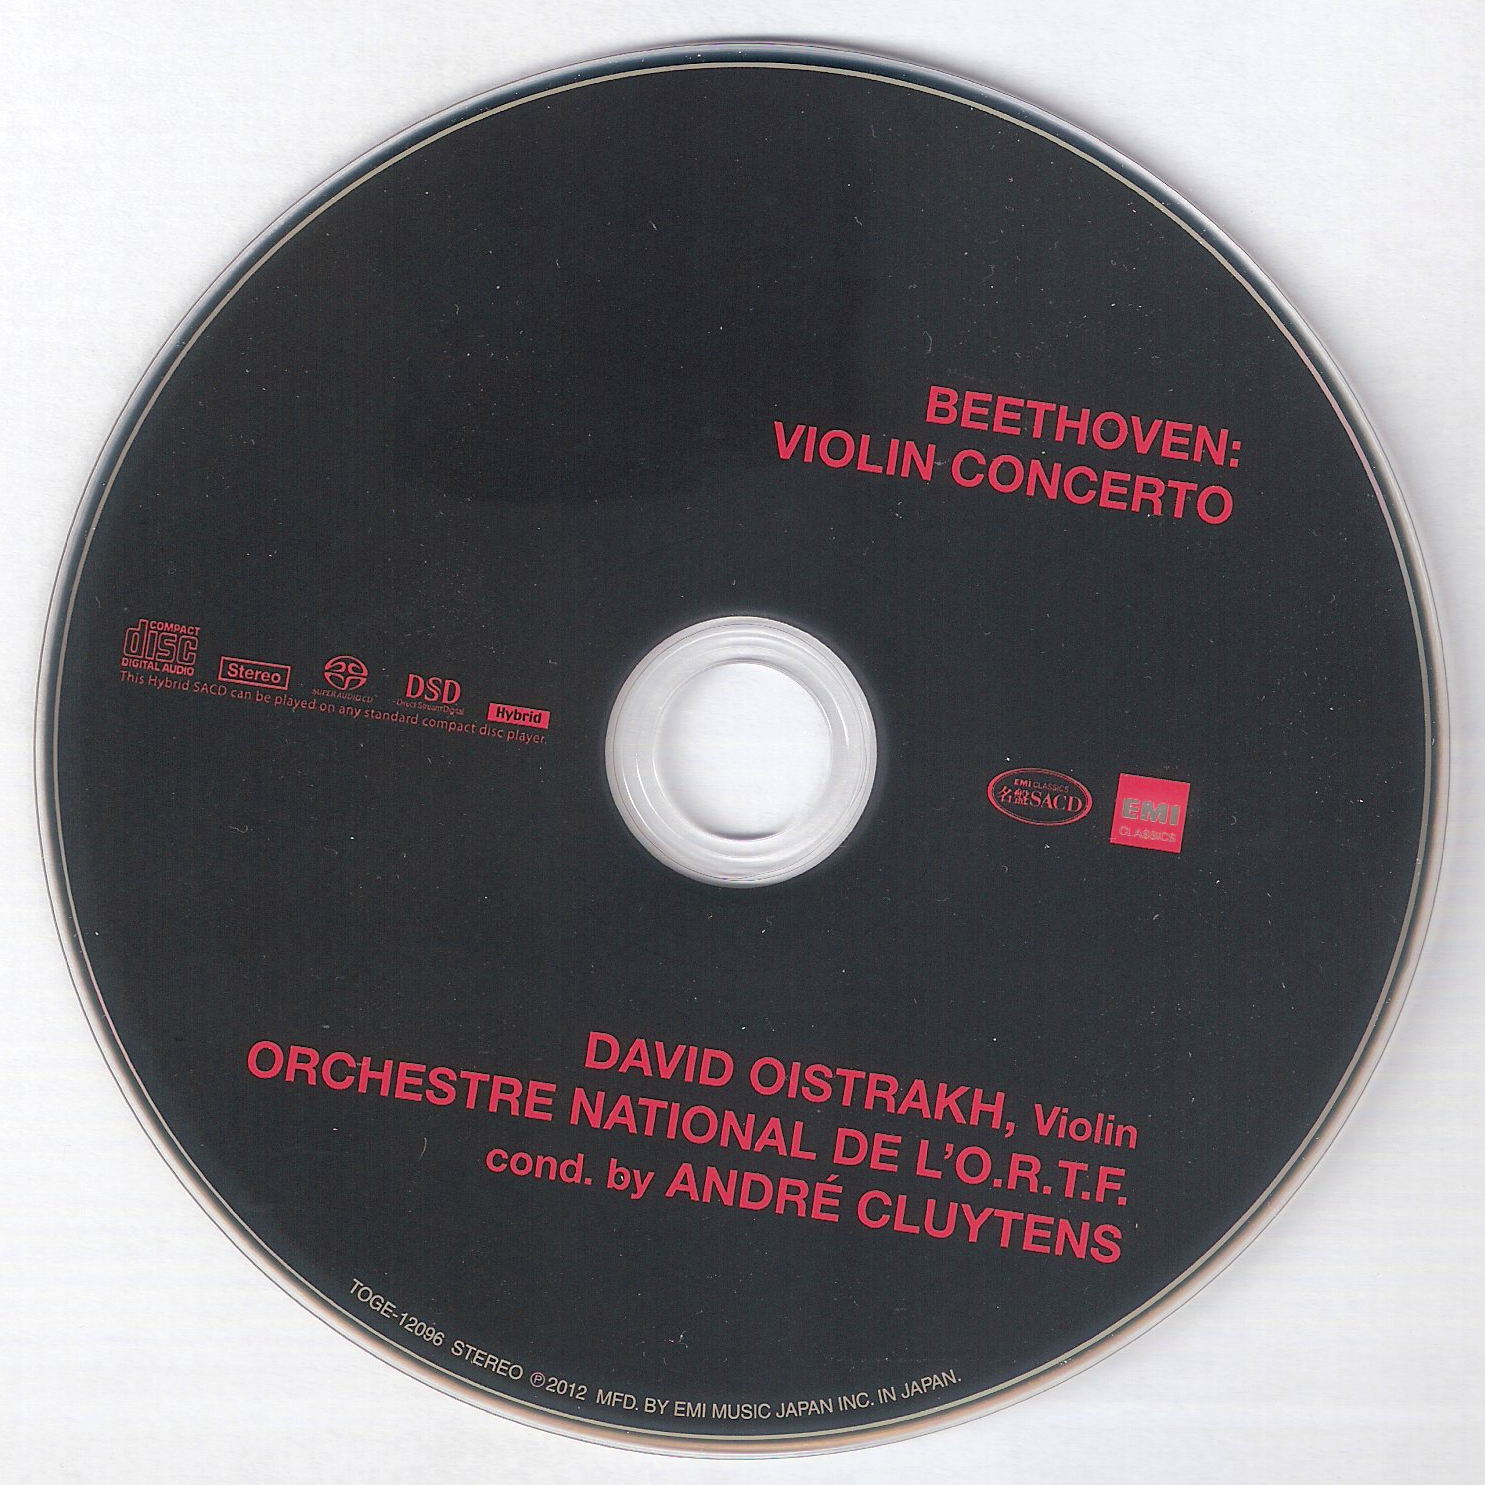 BEETHOVEN:
VIOLIN CONCERTO
COMPACT
disc
DIGITAL AUDIO
Stereo
SUPER AUDIO CD
DSD
Direct Stream Digital
Hybrid
This Hybrid SACD can be played on any standard compact disc player.
EMI CLASSICS
名盤SACD
EMI
CLASSICS
DAVID OISTRAKH, Violin
ORCHESTRE NATIONAL DE L'O.R.T.F.
cond. by ANDRÉ CLUYTENS
TOGE-12096 STEREO ℗2012 MFD. BY EMI MUSIC JAPAN INC. IN JAPAN.